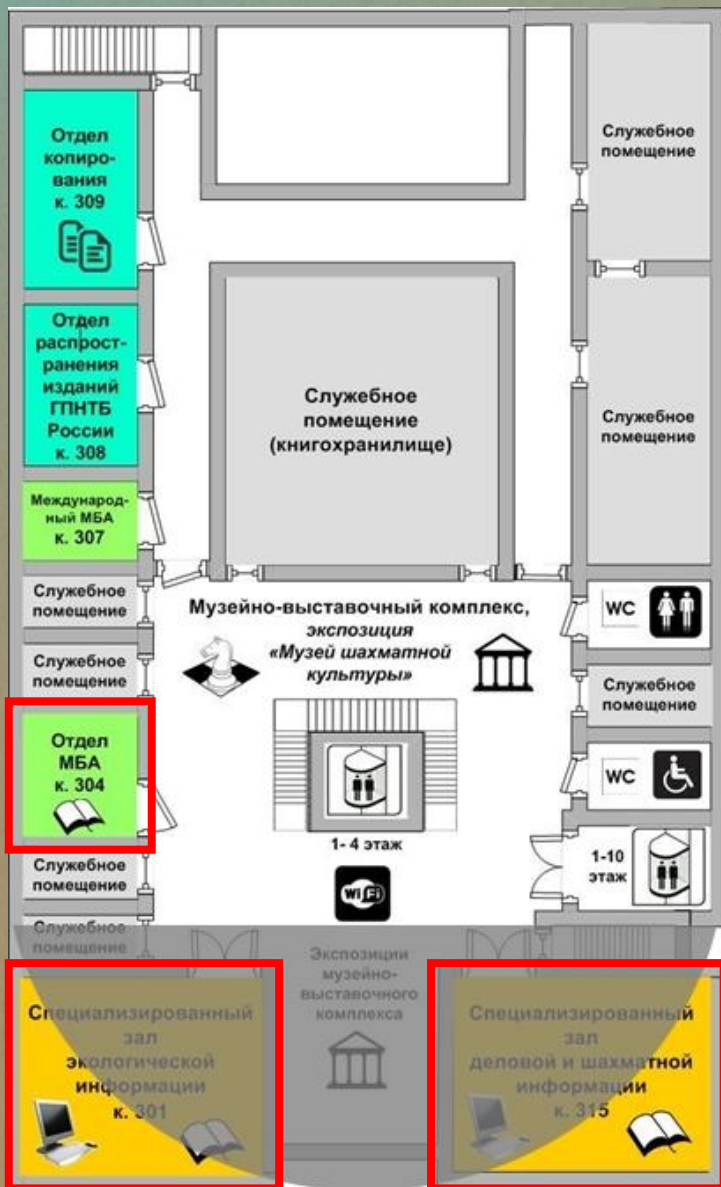 Отдел
копиро-
вания
к. 309
Служебное
помещение
Отдел
распрост-
ранения
изданий
ГПНТБ
России
к. 308
Служебное
помещение
(книгохранилище)
Служебное
помещение
Международ-
ный МБА
к. 307
Служебное
помещение
Музейно-выставочный комплекс,
экспозиция
«Музей шахматной
культуры»
WC
Служебное
помещение
Служебное
помещение
Отдел
МБА
к. 304
WC
1- 4 этаж
1-10
этаж
Служебное
помещение
WiFi
Служебное
помещение
Экспозиции
музейно-
выставочного
комплекса
Специализированный
зал
экологической
информации
к. 301
Специализированный
зал
деловой и шахматной
информации
к. 315